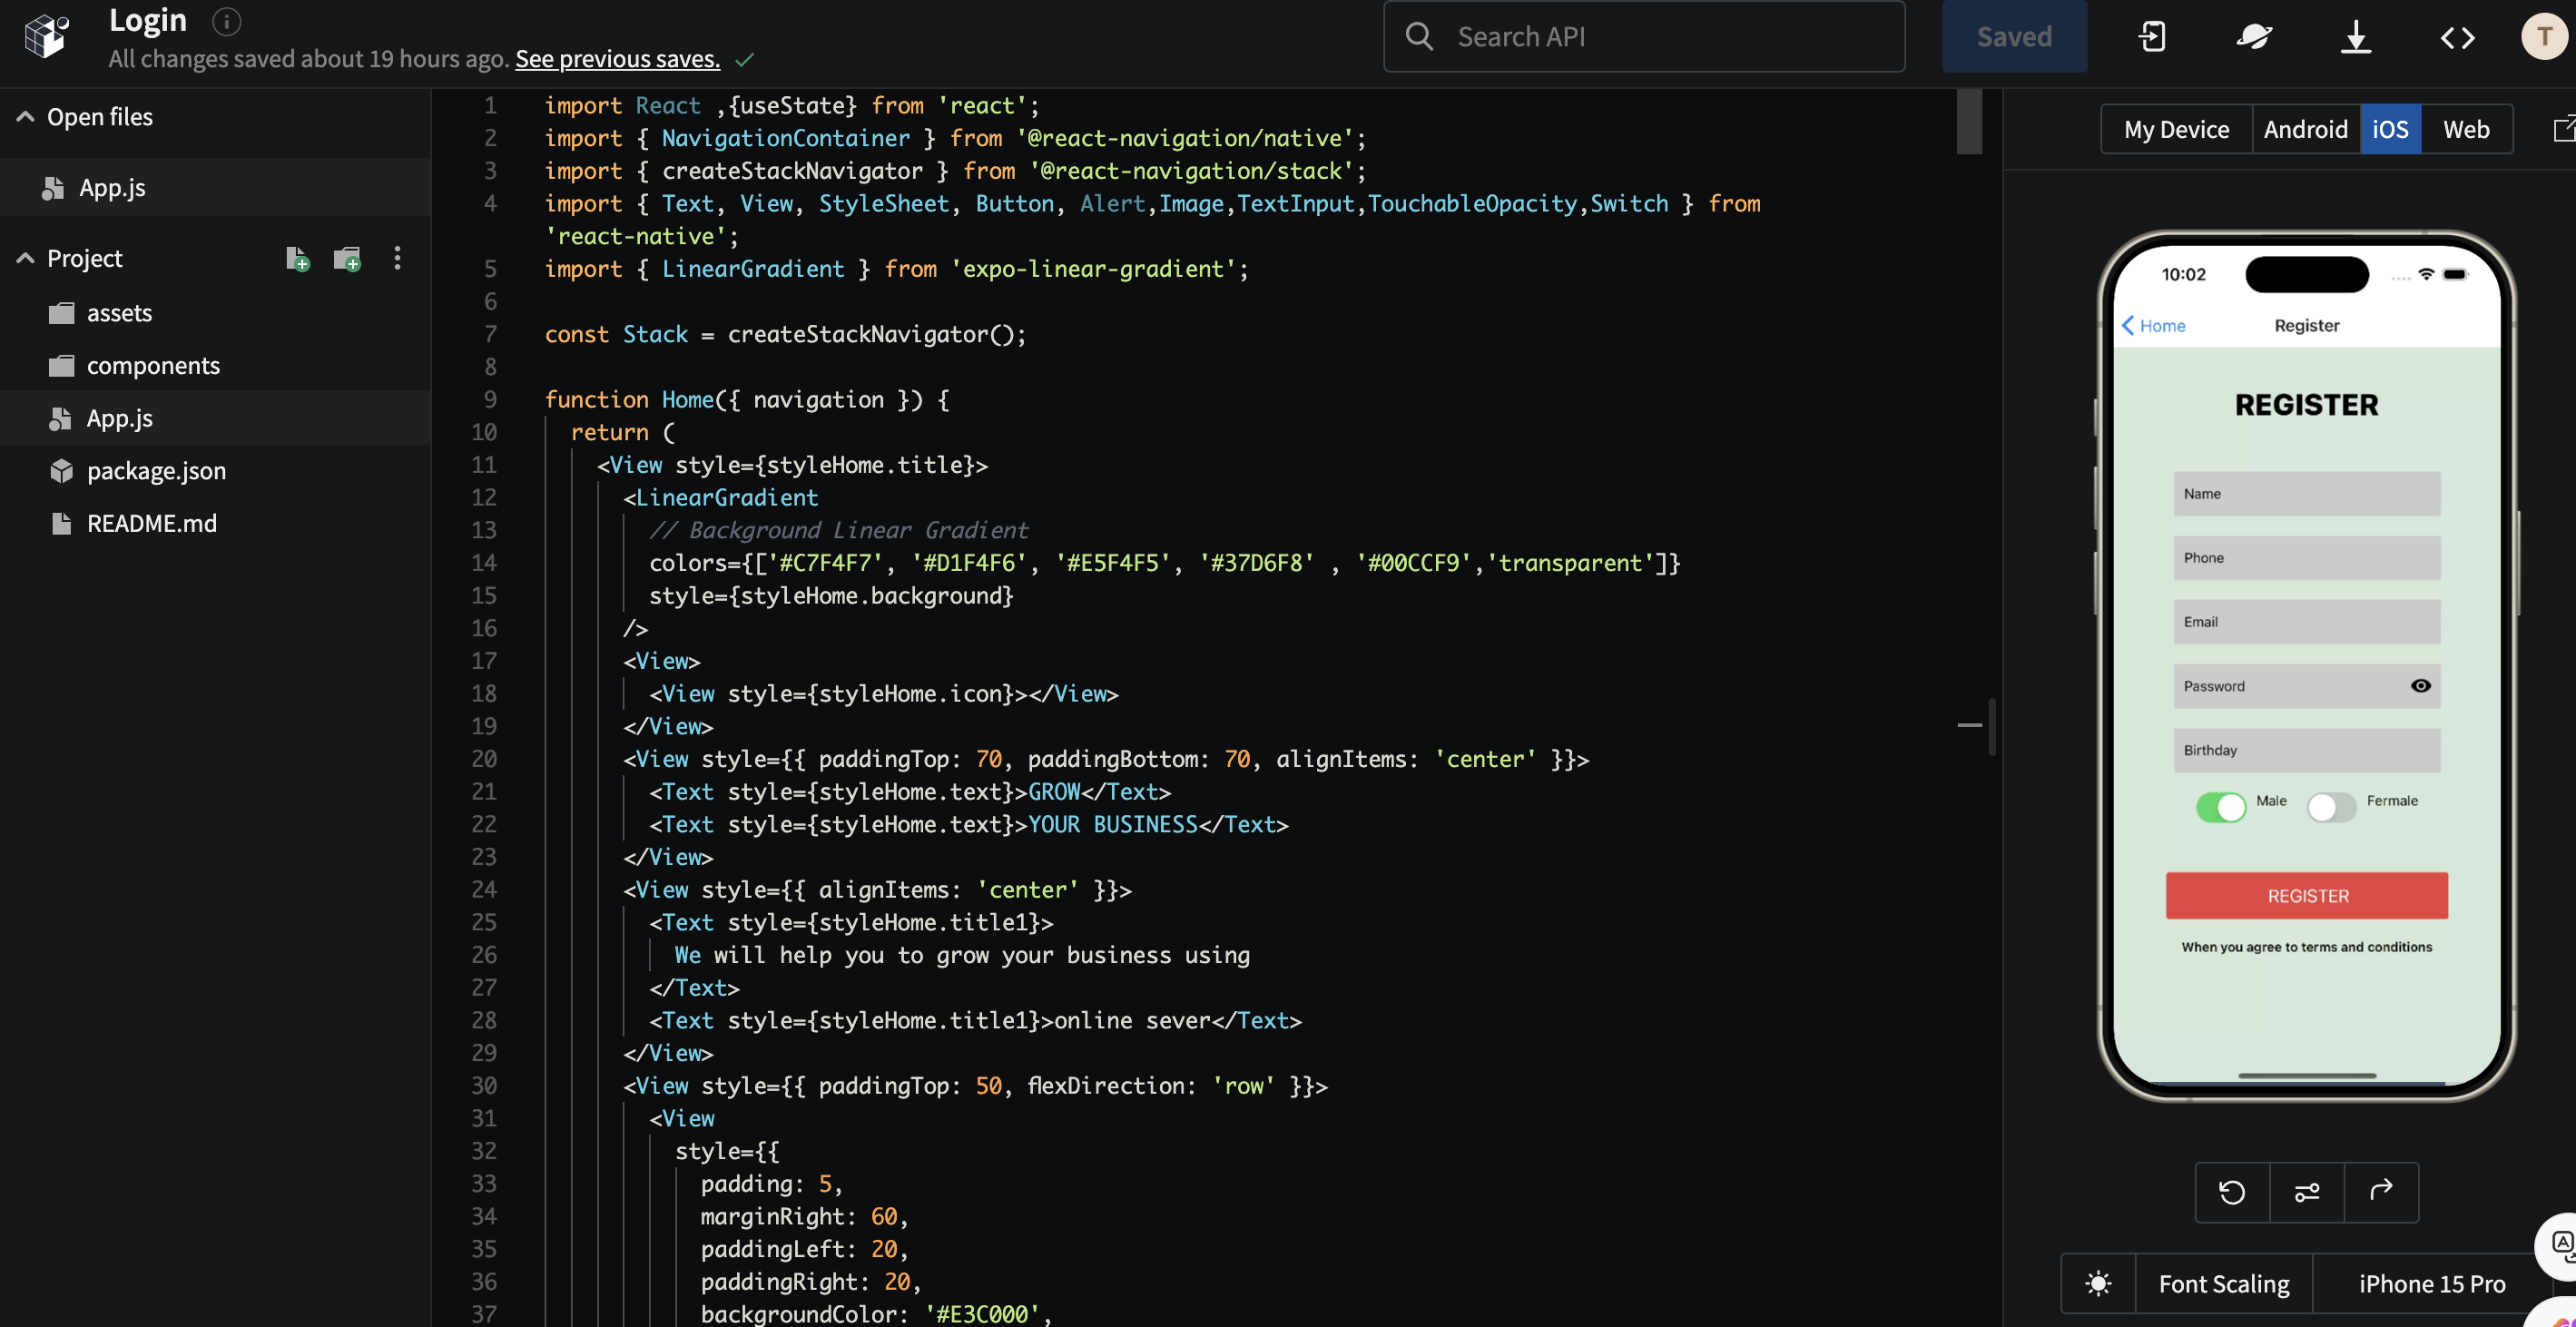 Login
All changes saved about 19 hours ago. See previous saves.
Search API
Saved
T
Open files
App.js
Project
assets
components
App.js
package.json
README.md
1 import React ,{useState} from 'react';
2 import { NavigationContainer } from '@react-navigation/native';
3 import { createStackNavigator } from '@react-navigation/stack';
4 import { Text, View, StyleSheet, Button, Alert,Image,TextInput,TouchableOpacity,Switch } from
'react-native';
5 import { LinearGradient } from 'expo-linear-gradient';
6
7 const Stack = createStackNavigator();
8
9 function Home({ navigation }) {
10 return (
11 <View style={styleHome.title}>
12 <LinearGradient
13 // Background Linear Gradient
14 colors={['#C7F4F7', '#D1F4F6', '#E5F4F5', '#37D6F8' , '#00CCF9','transparent']}
15 style={styleHome.background}
16 />
17 <View>
18 <View style={styleHome.icon}></View>
19 </View>
20 <View style={{ paddingTop: 70, paddingBottom: 70, alignItems: 'center' }}>
21 <Text style={styleHome.text}>GROW</Text>
22 <Text style={styleHome.text}>YOUR BUSINESS</Text>
23 </View>
24 <View style={{ alignItems: 'center' }}>
25 <Text style={styleHome.title1}>
26 We will help you to grow your business using
27 </Text>
28 <Text style={styleHome.title1}>online sever</Text>
29 </View>
30 <View style={{ paddingTop: 50, flexDirection: 'row' }}>
31 <View
32 style={{
33 padding: 5,
34 marginRight: 60,
35 paddingLeft: 20,
36 paddingRight: 20,
37 backgroundColor: '#E3C000',
My Device
Android
iOS
Web
10:02
Home
Register
REGISTER
Name
Phone
Email
Password
Birthday
Male
Fermale
REGISTER
When you agree to terms and conditions
Font Scaling
iPhone 15 Pro